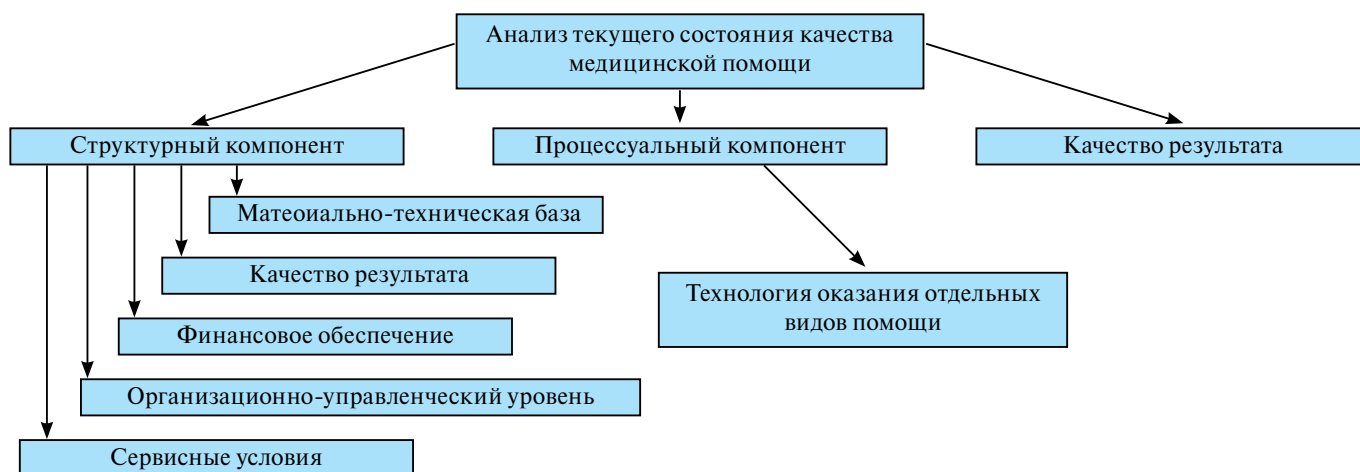 Анализ текущего состояния качества
медицинской помощи
Структурный компонент
Процессуальный компонент
Качество результата
Матеоиально-техническая база
Качество результата
Технология оказания отдельных
видов помощи
Финансовое обеспечение
Организационно-управленческий уровень
Сервисные условия